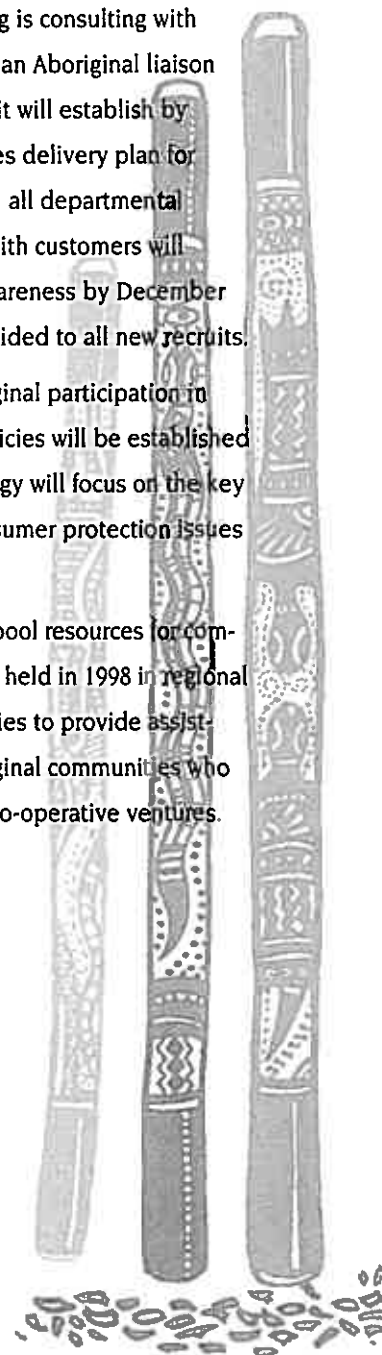 g is consulting with
an Aboriginal liaison
it will establish by
es delivery plan for
all departmental
ith customers will
areness by December
ided to all new recruits.
ginal participation in
icies will be established
gy will focus on the key
sumer protection issues
pool resources for com-
held in 1998 in regional
ies to provide assist-
ginal communities who
o-operative ventures.